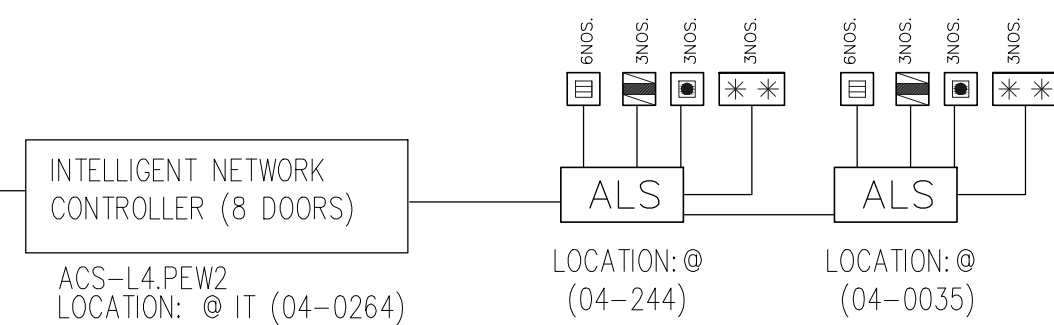 6NOS.
3NOS.
3NOS.
3NOS.
6NOS.
3NOS.
3NOS.
3NOS.
INTELLIGENT NETWORK
CONTROLLER (8 DOORS)
ALS
ALS
ACS-L4.PEW2
LOCATION: @ IT (04-0264)
LOCATION: @
(04-244)
LOCATION: @
(04-0035)